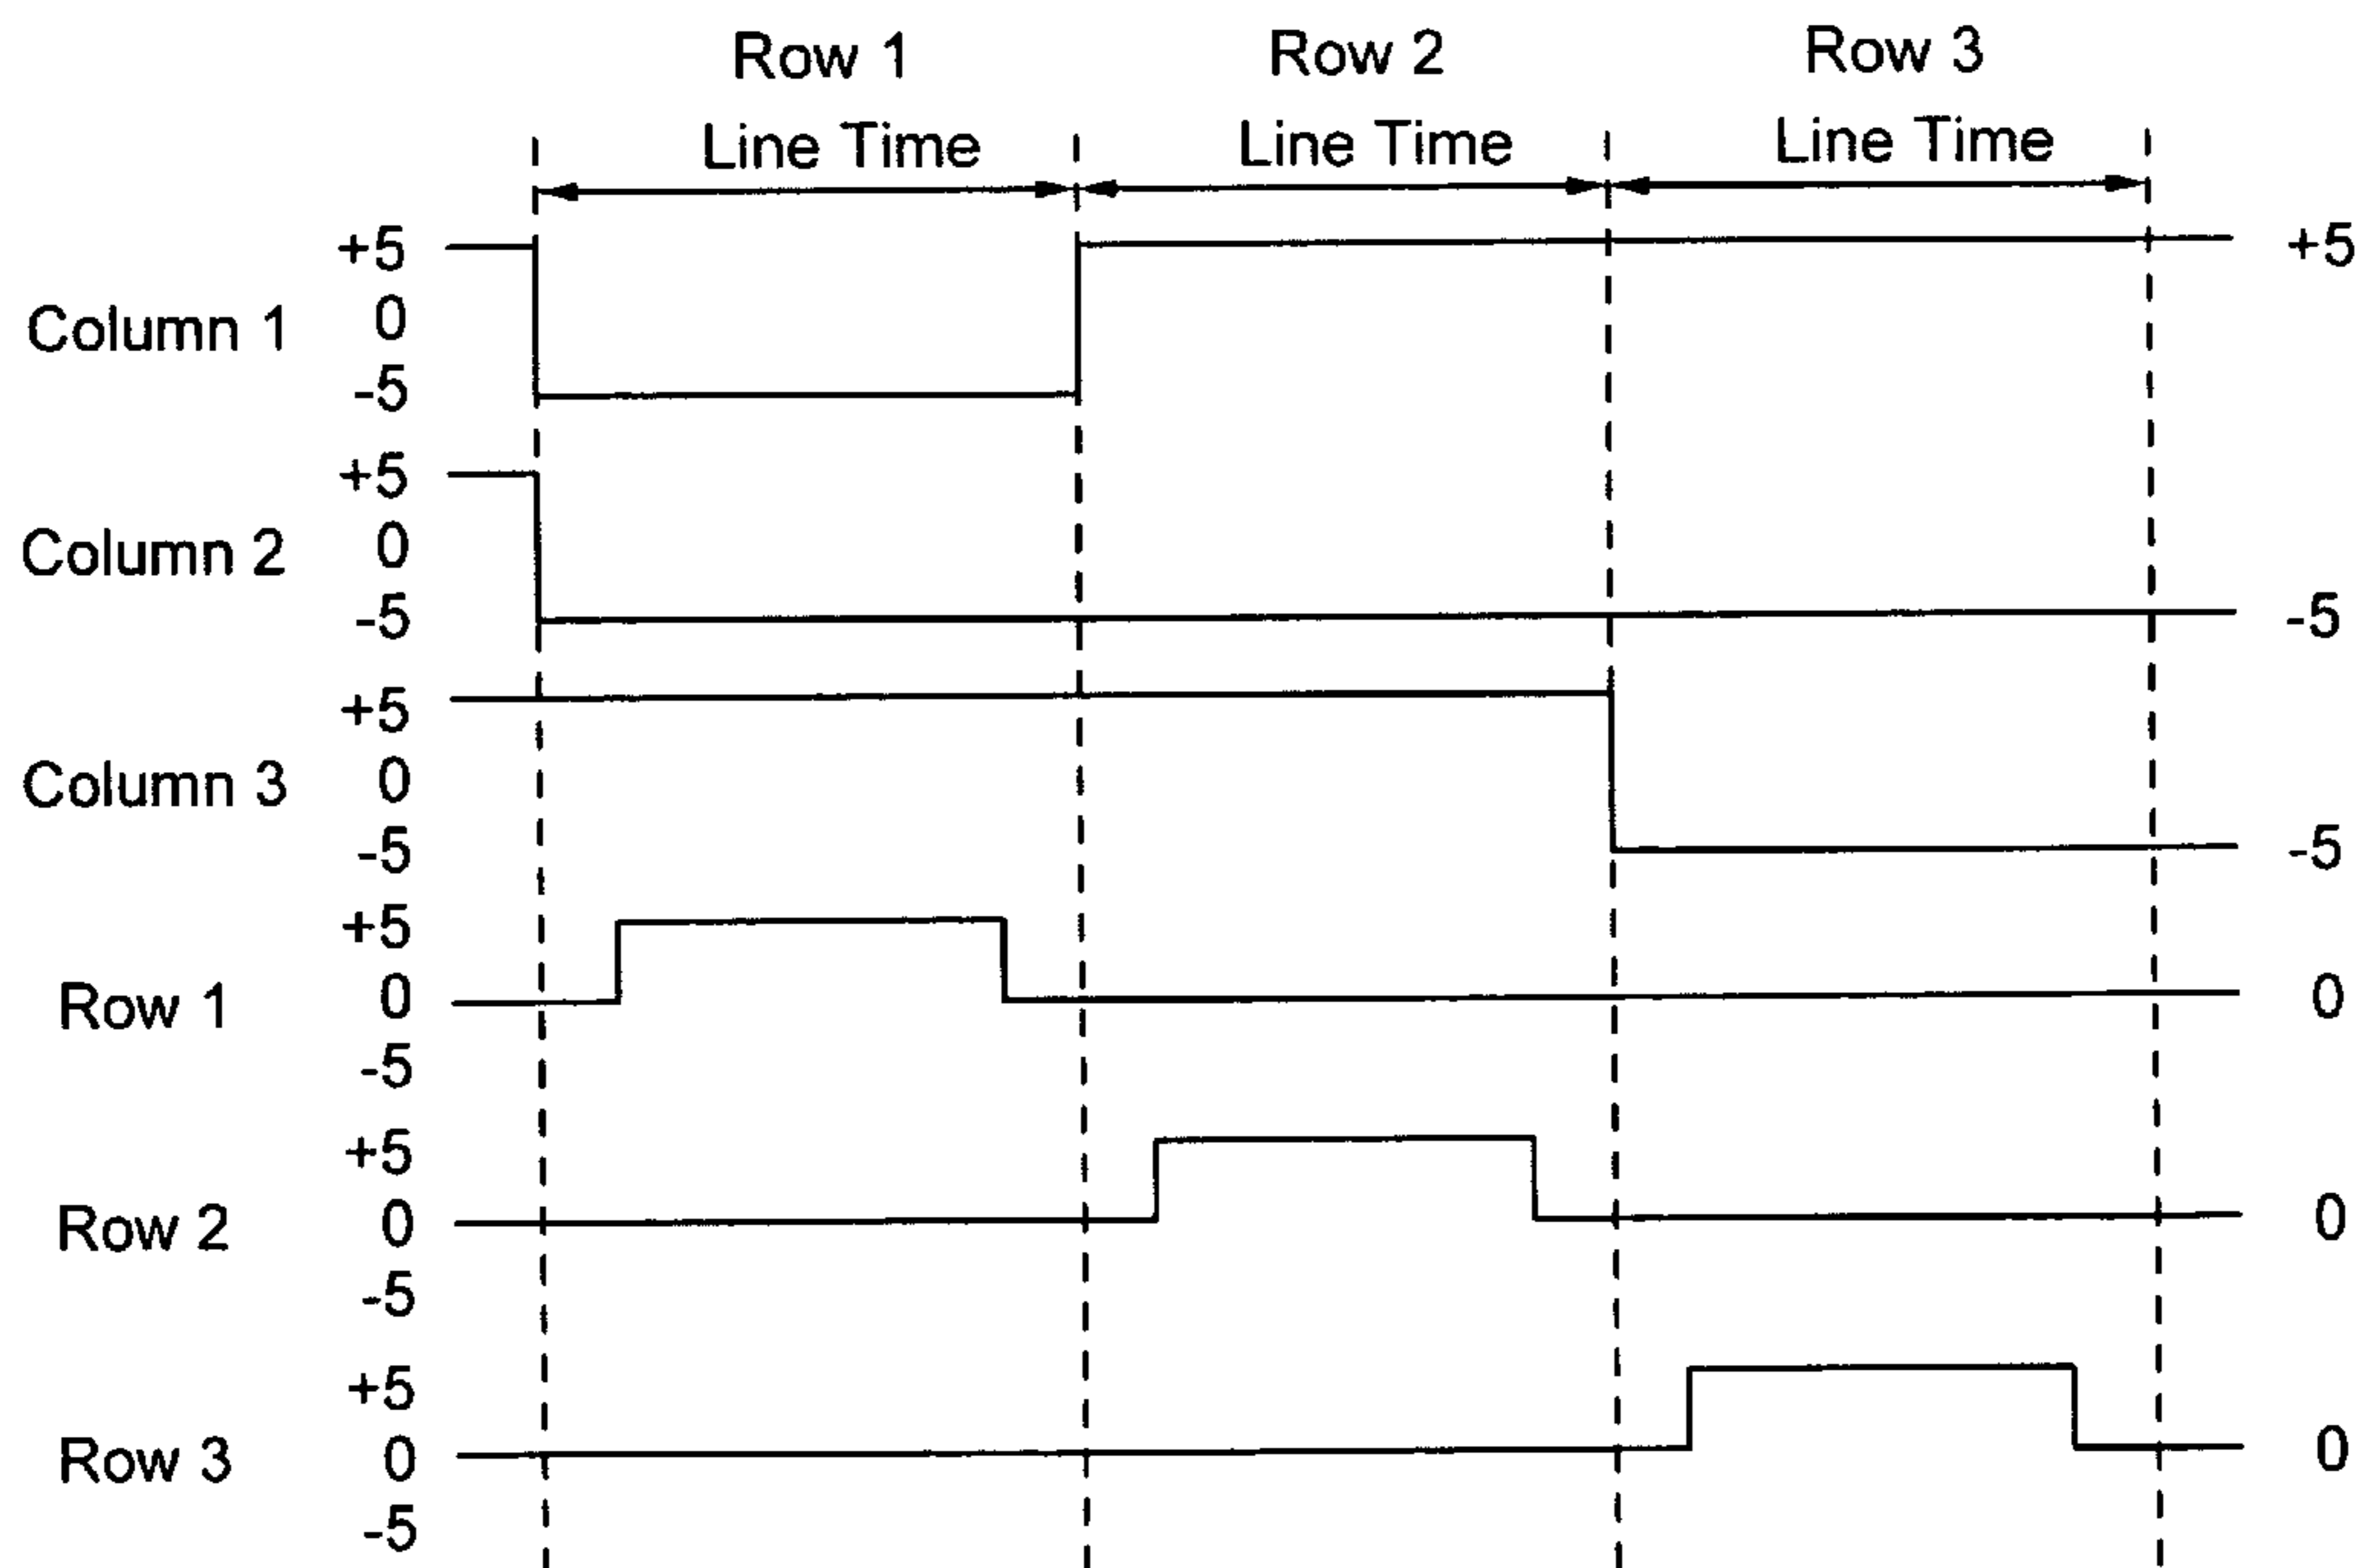 Row 1 Row 2 Row 3
Line Time Line Time Line Time
+5 +5
Column 1 0
-5
+5
Column 2 0
-5 -5
+5
Column 3 0
-5 -5
+5
Row 1 0 0
-5
+5
Row 2 0 0
-5
+5
Row 3 0 0
-5